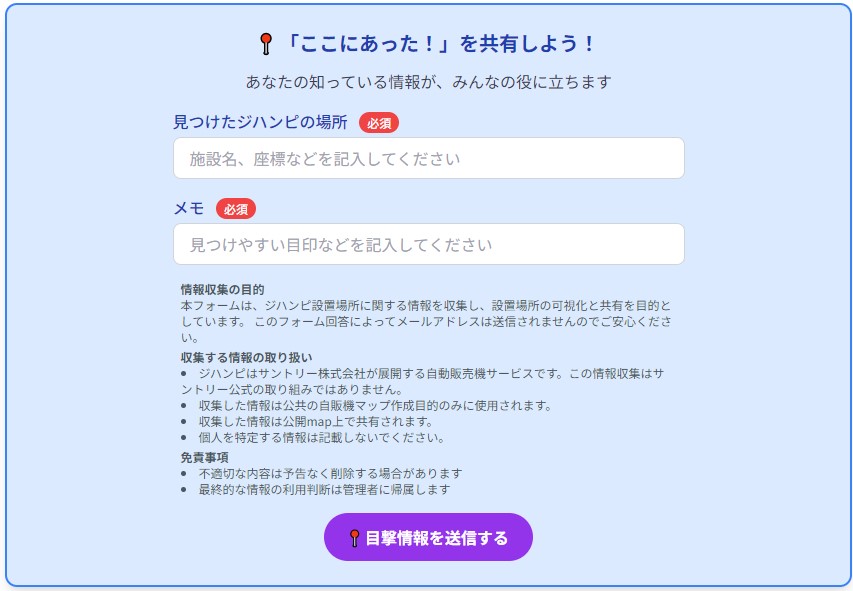 「ここにあった！」を共有しよう！
あなたの知っている情報が、みんなの役に立ちます
見つけたジハンピの場所 必須
施設名、座標などを記入してください
メモ 必須
見つけやすい目印などを記入してください
情報収集の目的
本フォームは、ジハンピ設置場所に関する情報を収集し、設置場所の可視化と共有を目的と
しています。 このフォーム回答によってメールアドレスは送信されませんのでご安心くださ
い。
収集する情報の取り扱い
• ジハンピはサントリー株式会社が展開する自動販売機サービスです。この情報収集はサ
ントリー公式の取り組みではありません。
• 収集した情報は公共の自販機マップ作成目的のみに使用されます。
• 収集した情報は公開map上で共有されます。
• 個人を特定する情報は記載しないでください。
免責事項
• 不適切な内容は予告なく削除する場合があります
• 最終的な情報の利用判断は管理者に帰属します
目撃情報を送信する